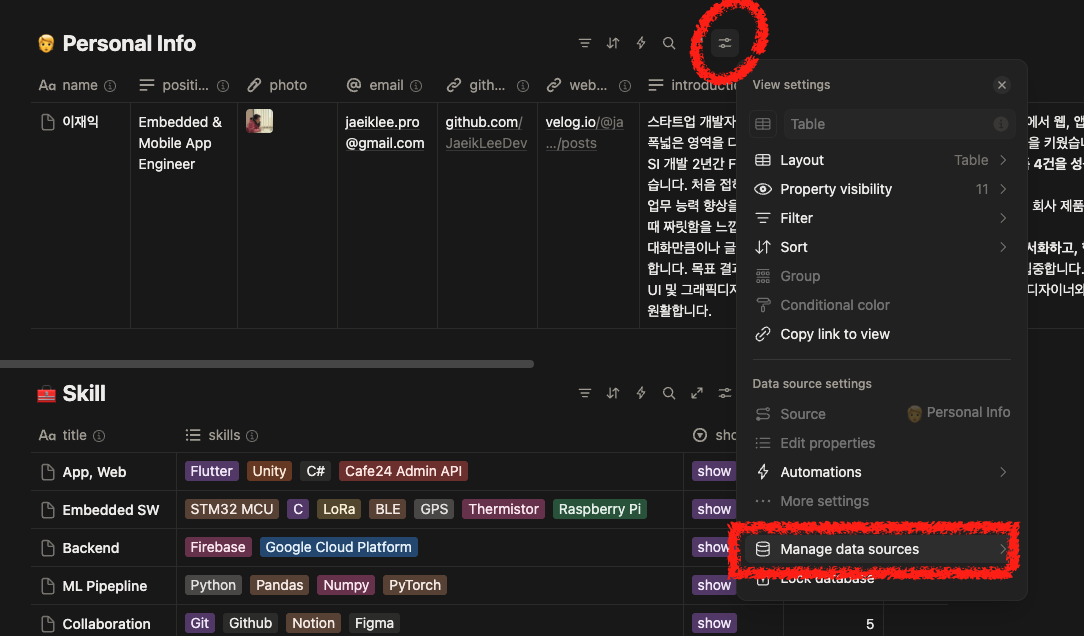 Personal Info
Aa name
positi...
photo
@ email
gith...
web...
introductio
이재익
Embedded &
Mobile App
Engineer
jaeiklee.pro
@gmail.com
github.com/
JaeikLeeDev
velog.io/@ja
.../posts
스타트업 개발자
폭넓은 영역을 다
SI 개발 2년간 F
습니다. 처음 접하
업무 능력 향상을
때 짜릿함을 느낍
대화만큼이나 글
합니다. 목표 결과
UI 및 그래픽디자
원활합니다.
에서 웹, 앱
을 키웠습니
4건을 성
회사 제품
서화하고,
집중합니다.
디자이너와
View settings
Table
Layout
Table
Property visibility
11
Filter
Sort
Group
Conditional color
Copy link to view
Data source settings
Source
Personal Info
Edit properties
Automations
More settings
Manage data sources
Lock database
Skill
Aa title
skills
sho
App, Web
Flutter Unity C# Cafe24 Admin API
show
Embedded SW
STM32 MCU C LoRa BLE GPS Thermistor Raspberry Pi
show
Backend
Firebase Google Cloud Platform
show
ML Pipepline
Python Pandas Numpy PyTorch
show
Collaboration
Git Github Notion Figma
show
5